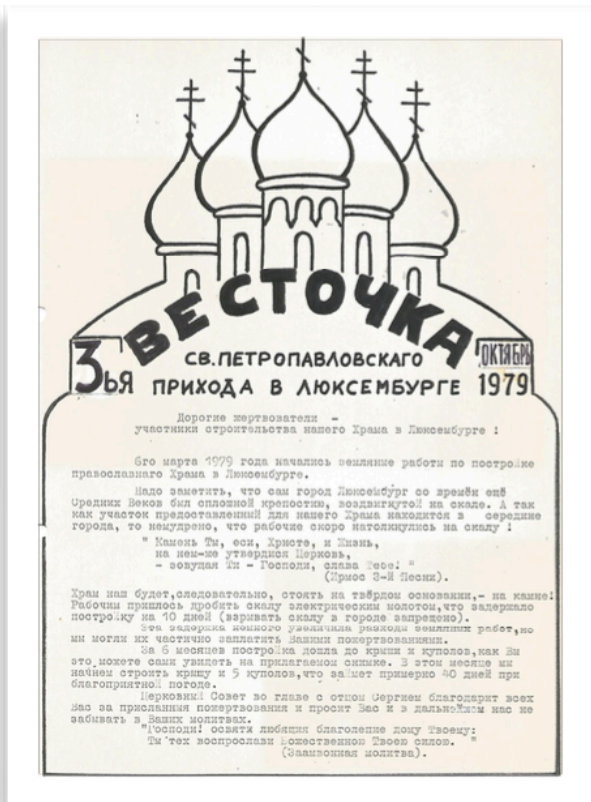 ВЕСТОЧКА
3ЬЯ
СВ. ПЕТРОПАВЛОВСКАГО
ОКТЯБРЬ
ПРИХОДА В ЛЮКСЕМБУРГЕ 1979
Дорогие жертвователи -
участники строительства нашего Храма в Люксембурге !
6го марта 1979 года начались земляные работы по постройке
православнаго Храма в Люксембурге.
Надо заметить, что сам город Люксембург со времён ещё
Средних Веков был сплошной крепостию, воздвигнутой на скале. А так
как участок предоставленный для нашего Храма находится в середине
города, то немудрено, что рабочие скоро натолкнулись на скалу !
" Камень Ты, еси, Христе, и Жизнь,
на нем-же утвердися Церковь,
- зовущая Ти - Господи, слава Тебе! "
(Ирмос 3-й Песни).
Храм наш будет,следовательно, стоять на твёрдом основании,- на камне!
Рабочим пришлось дробить скалу электрическим молотом,что задержало
постройку на 10 дней (взрывать скалу в городе запрещено).
Эта задержка немного увеличила расходы земляных работ,но
мы могли их частично заплатить Вашими пожертвованиями.
За 6 месяцев постройка дошла до крыши и куполов,как Вы
это можете сами увидеть на прилагаемом снимке. В этом месяце мы
начнем строить крышу и 5 куполов,что займет примерно 40 дней при
благоприятной погоде.
Церковный Совет во главе с отцом Сергием благодарит всех
Вас за присланныя пожертвования и просит Вас и в дальнейшем нас не
забывать в Ваших молитвах.
"Господи! освяти любящия благолепие дому Твоему:
Ты тех воспрослави Божественною Твоею силою. "
(Заамвонная молитва).